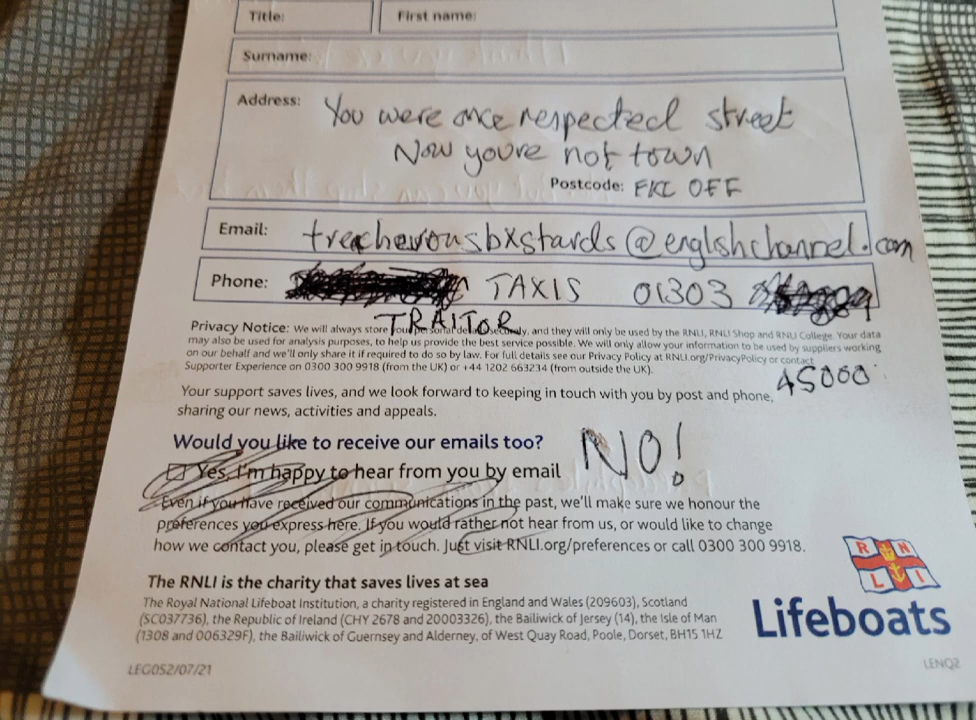 Title: First name:
Surname:
Address: You were once respected street
Now youre not town
Postcode: FKC OFF
Email: treacherousbxstards@englshchannel.com
Phone: TAXIS 01303
TRAITOR
Privacy Notice: We will always store your personal details securely, and they will only be used by the RNLI, RNLI Shop and RNLI College. Your data
may also be used for analysis purposes, to help us provide the best service possible. We will only allow your information to be used by suppliers working
on our behalf and we'll only share it if required to do so by law. For full details see our Privacy Policy at RNLI.org/PrivacyPolicy or contact
Supporter Experience on 0300 300 9918 (from the UK) or +44 1202 663234 (from outside the UK).
45000
Your support saves lives, and we look forward to keeping in touch with you by post and phone,
sharing our news, activities and appeals.
Would you like to receive our emails too? NO!
Yes, I'm happy to hear from you by email
Even if you have received our communications in the past, we'll make sure we honour the
preferences you express here. If you would rather not hear from us, or would like to change
how we contact you, please get in touch. Just visit RNLI.org/preferences or call 0300 300 9918.
The RNLI is the charity that saves lives at sea
The Royal National Lifeboat Institution, a charity registered in England and Wales (209603), Scotland
(SC037736), the Republic of Ireland (CHY 2678 and 20003326), the Bailiwick of Jersey (14), the Isle of Man
(1308 and 006329F), the Bailiwick of Guernsey and Alderney, of West Quay Road, Poole, Dorset, BH15 1HZ
R N
L I
Lifeboats
LEG052/07/21
LENQ2